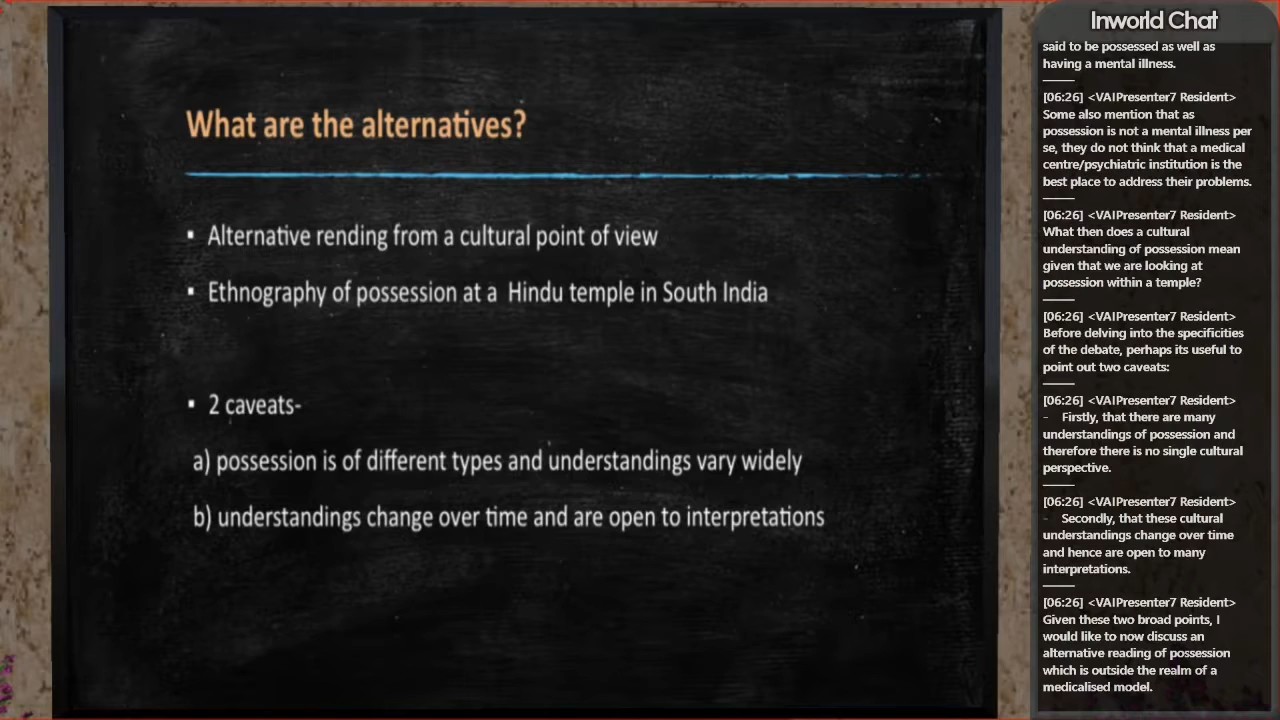 What are the alternatives?
▪ Alternative rending from a cultural point of view
▪ Ethnography of possession at a Hindu temple in South India
▪ 2 caveats-
a) possession is of different types and understandings vary widely
b) understandings change over time and are open to interpretations
Inworld Chat
said to be possessed as well as
having a mental illness.
[06:26] <VAIPresenter7 Resident>
Some also mention that as
possession is not a mental illness per
se, they do not think that a medical
centre/psychiatric institution is the
best place to address their problems.
[06:26] <VAIPresenter7 Resident>
What then does a cultural
understanding of possession mean
given that we are looking at
possession within a temple?
[06:26] <VAIPresenter7 Resident>
Before delving into the specificities
of the debate, perhaps its useful to
point out two caveats:
[06:26] <VAIPresenter7 Resident>
- Firstly, that there are many
understandings of possession and
therefore there is no single cultural
perspective.
[06:26] <VAIPresenter7 Resident>
- Secondly, that these cultural
understandings change over time
and hence are open to many
interpretations.
[06:26] <VAIPresenter7 Resident>
Given these two broad points, I
would like to now discuss an
alternative reading of possession
which is outside the realm of a
medicalised model.